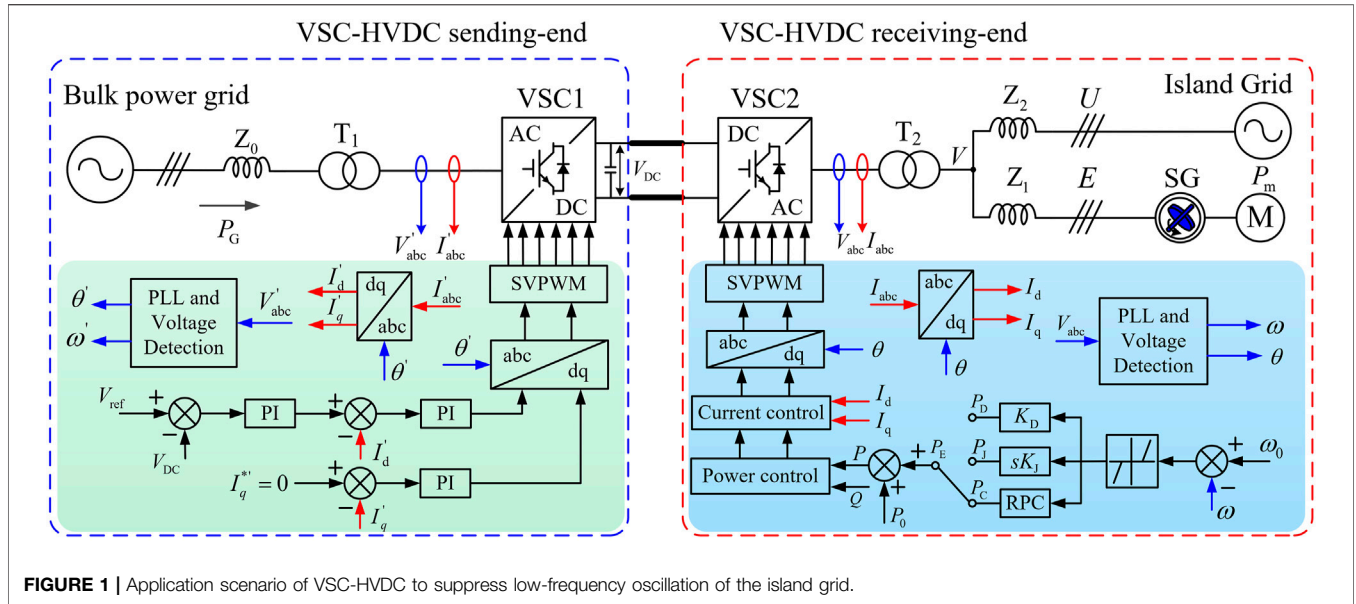 VSC-HVDC sending-end
VSC-HVDC receiving-end
Bulk power grid
Z0
T1
PG
V'abc
I'abc
VSC1
AC
DC
VDC
VSC2
DC
AC
T2
V
Z2
U
Z1
E
SG
Pm
M
Island Grid
Vabc
Iabc
θ'
ω'
PLL and
Voltage
Detection
V'abc
I'd
I'q
dq
abc
I'abc
θ'
SVPWM
θ'
abc
dq
Vref
+
−
VDC
PI
+
−
I'd
PI
I*'q = 0
+
−
I'q
PI
SVPWM
abc
dq
θ
Current control
Id
Iq
Power control
P
Q
Iabc
abc
dq
Id
Iq
θ
Vabc
PLL and
Voltage
Detection
ω
θ
+
+
P0
PE
PD
KD
PJ
sKJ
PC
RPC
+
−
ω0
ω
FIGURE 1 | Application scenario of VSC-HVDC to suppress low-frequency oscillation of the island grid.